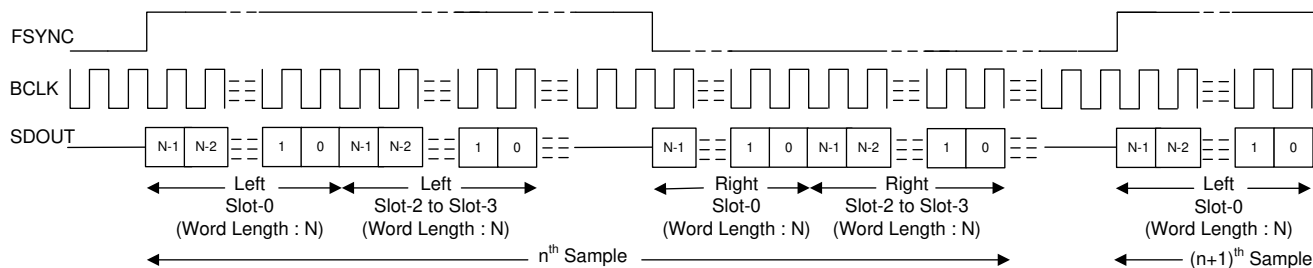 FSYNC
BCLK
SDOUT
N-1 N-2 1 0 N-1 N-2 1 0 N-1 1 0 N-1 N-2 1 0 N-1 N-2 1 0
Left Left Right Right Left
Slot-0 Slot-2 to Slot-3 Slot-0 Slot-2 to Slot-3 Slot-0
(Word Length : N) (Word Length : N) (Word Length : N) (Word Length : N) (Word Length : N)
nth Sample (n+1)th Sample